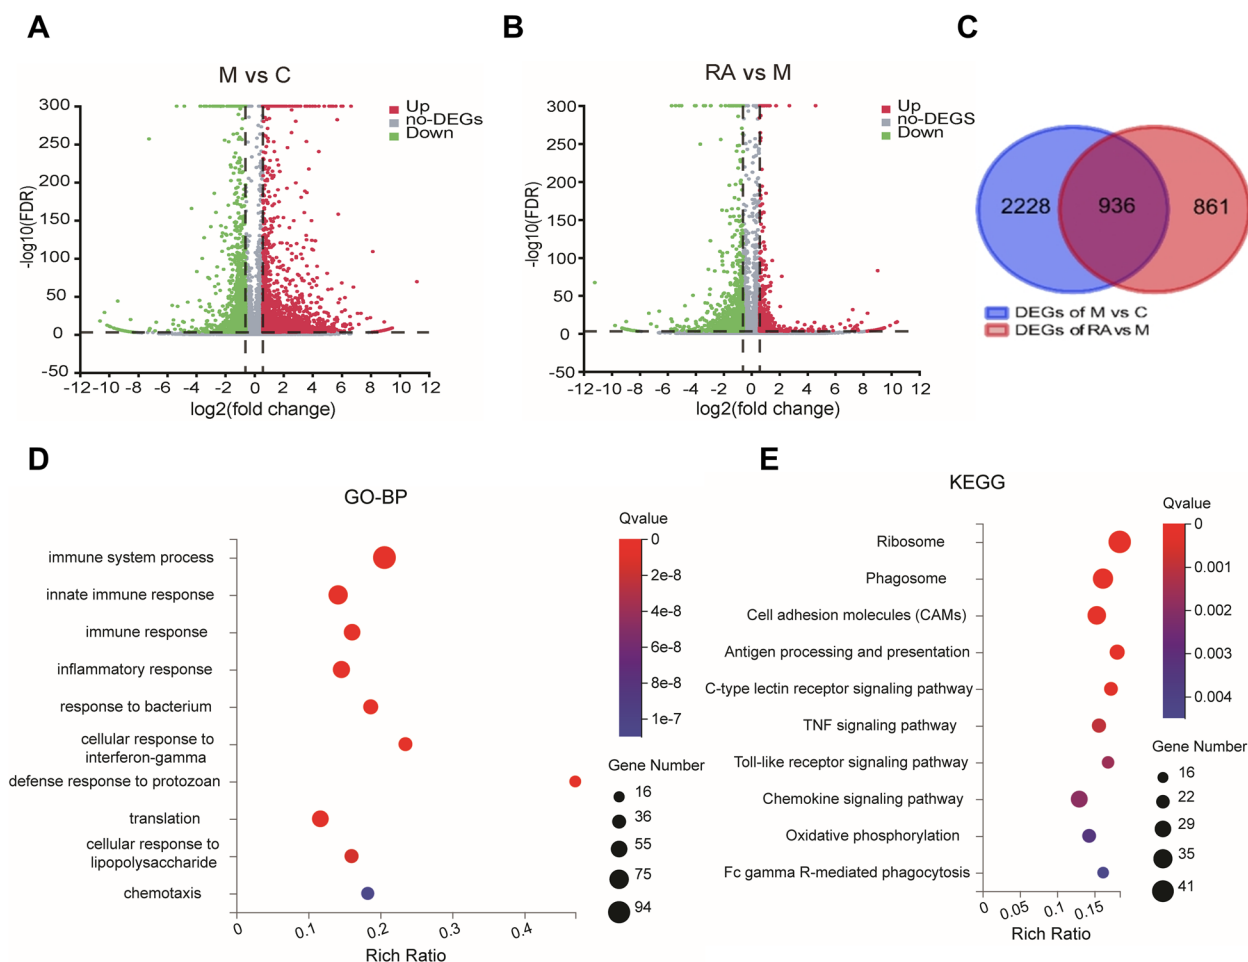 A
B
C
M vs C
RA vs M
Up
no-DEGs
Down
Up
no-DEGS
Down
300
250
200
150
100
50
0
-50
-log10(FDR)
-12 -10 -8 -6 -4 -2 0 2 4 6 8 10 12
log2(fold change)
300
250
200
150
100
50
0
-50
-log10(FDR)
-12 -10 -8 -6 -4 -2 0 2 4 6 8 10 12
log2(fold change)
2228
936
861
DEGs of M vs C
DEGs of RA vs M
D
GO-BP
immune system process
innate immune response
immune response
inflammatory response
response to bacterium
cellular response to
interferon-gamma
defense response to protozoan
translation
cellular response to
lipopolysaccharide
chemotaxis
0 0.1 0.2 0.3 0.4
Rich Ratio
Qvalue
0
2e-8
4e-8
6e-8
8e-8
1e-7
Gene Number
16
36
55
75
94
E
KEGG
Ribosome
Phagosome
Cell adhesion molecules (CAMs)
Antigen processing and presentation
C-type lectin receptor signaling pathway
TNF signaling pathway
Toll-like receptor signaling pathway
Chemokine signaling pathway
Oxidative phosphorylation
Fc gamma R-mediated phagocytosis
0 0.05 0.1 0.15
Rich Ratio
Qvalue
0
0.001
0.002
0.003
0.004
Gene Number
16
22
29
35
41